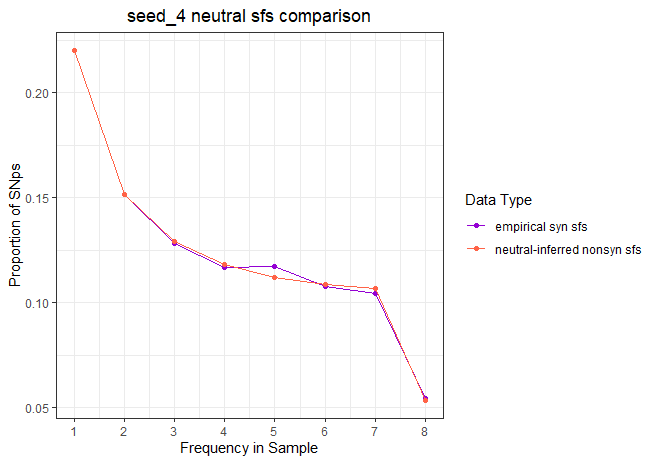 seed_4 neutral sfs comparison
0.20
0.15
0.10
0.05
Proportion of SNps
1 2 3 4 5 6 7 8
Frequency in Sample
Data Type
empirical syn sfs
neutral-inferred nonsyn sfs